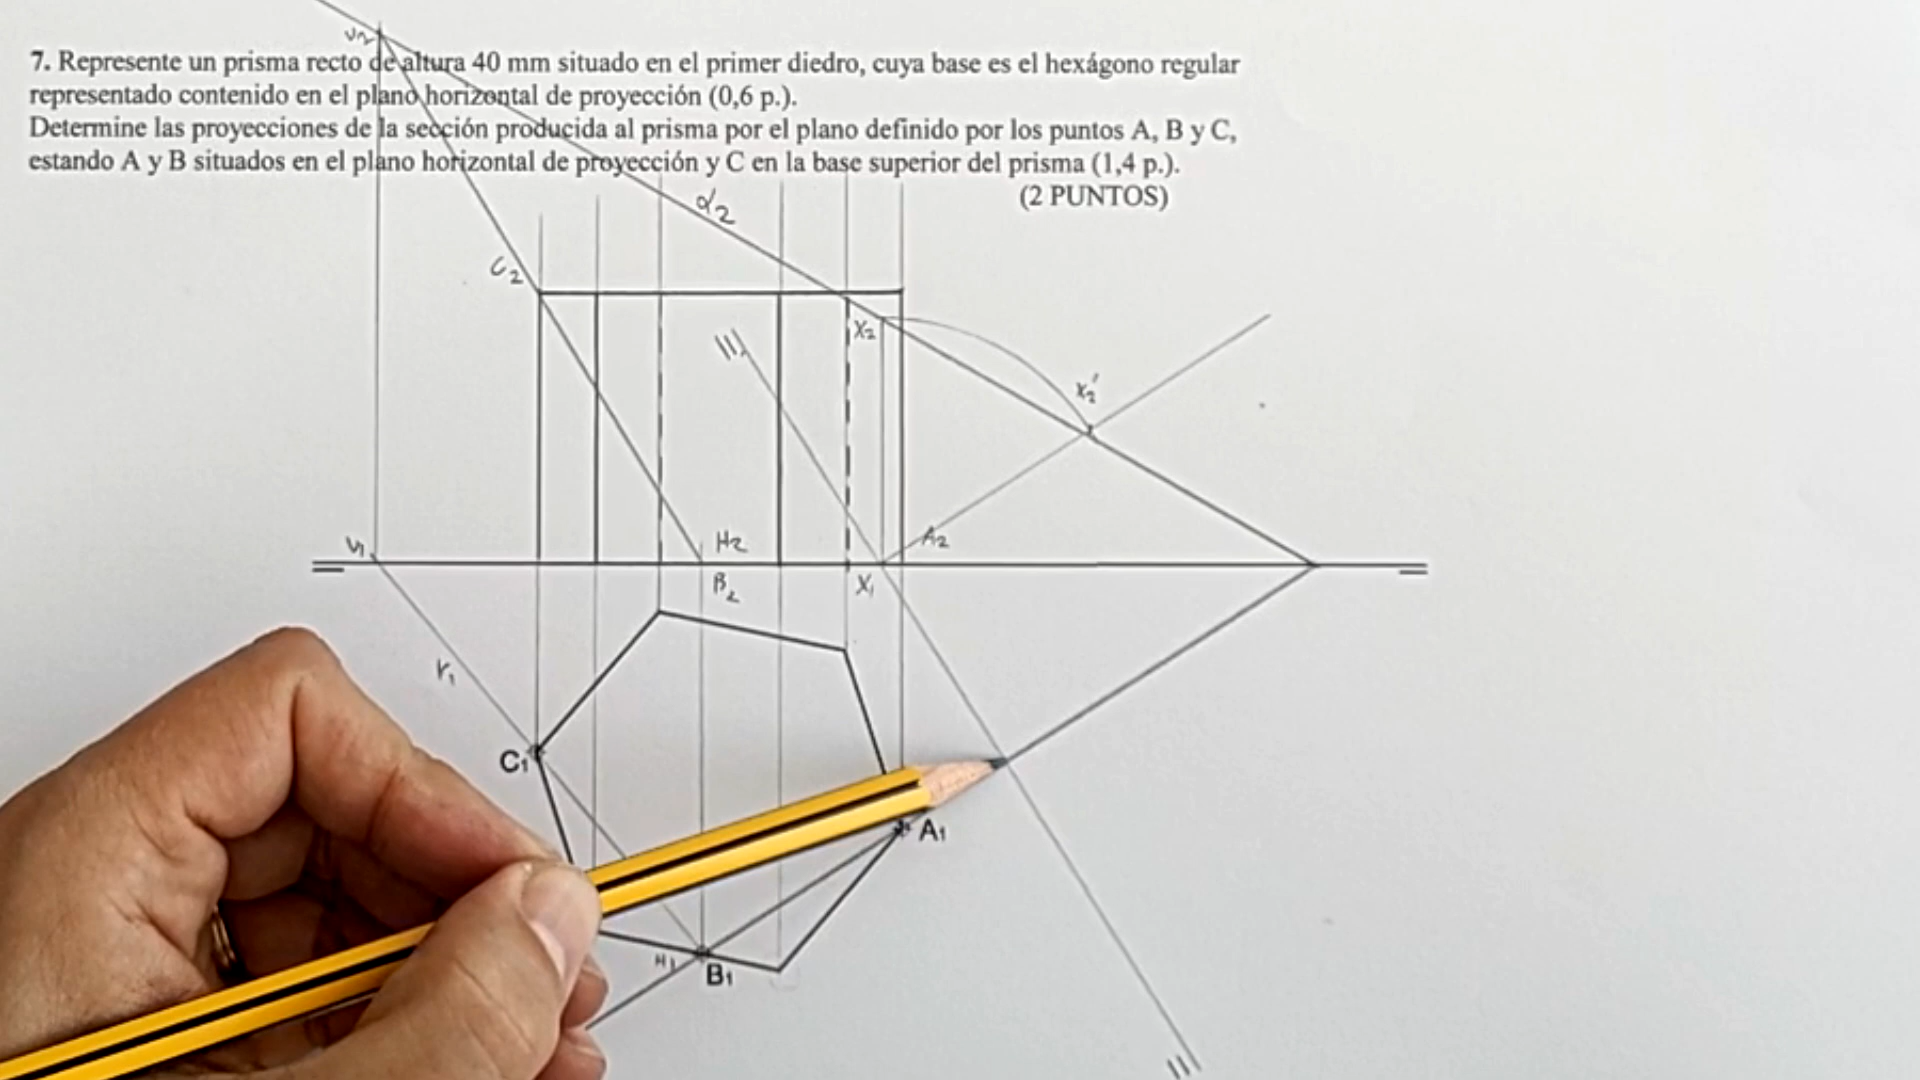 V2
7. Represente un prisma recto de altura 40 mm situado en el primer diedro, cuya base es el hexágono regular
representado contenido en el plano horizontal de proyección (0,6 p.).
Determine las proyecciones de la sección producida al prisma por el plano definido por los puntos A, B y C,
estando A y B situados en el plano horizontal de proyección y C en la base superior del prisma (1,4 p.).
(2 PUNTOS)
α2
C2
X2
X2'
V1
H2
A2
B2
X1
r1
C1
A1
H1
B1